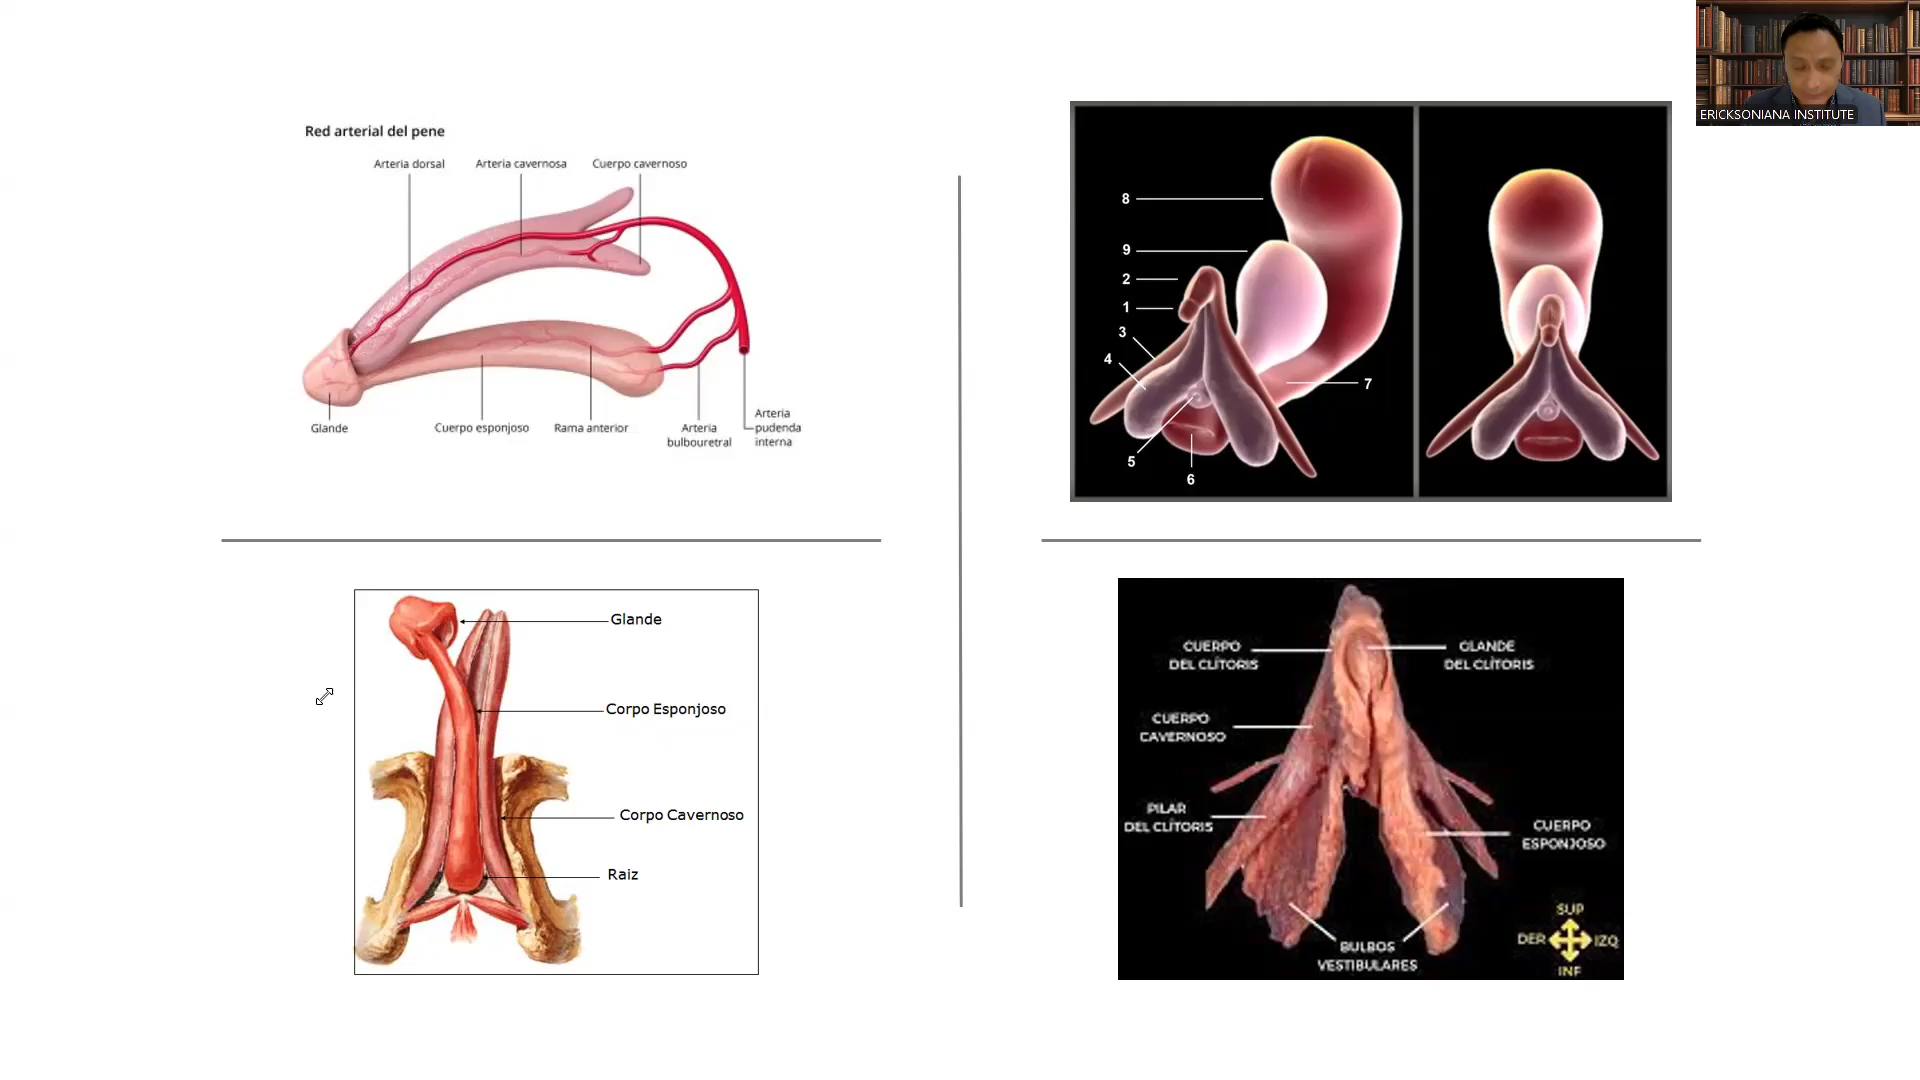 ERICKSONIANA INSTITUTE
Red arterial del pene
Arteria dorsal
Arteria cavernosa
Cuerpo cavernoso
Glande
Cuerpo esponjoso
Rama anterior
Arteria
bulbouretral
Arteria
pudenda
interna
8
9
2
1
3
4
7
5
6
Glande
Corpo Esponjoso
Corpo Cavernoso
Raiz
CUERPO
DEL CLÍTORIS
GLANDE
DEL CLÍTORIS
CUERPO
CAVERNOSO
PILAR
DEL CLÍTORIS
CUERPO
ESPONJOSO
BULBOS
VESTIBULARES
SUP
DER
IZQ
INF